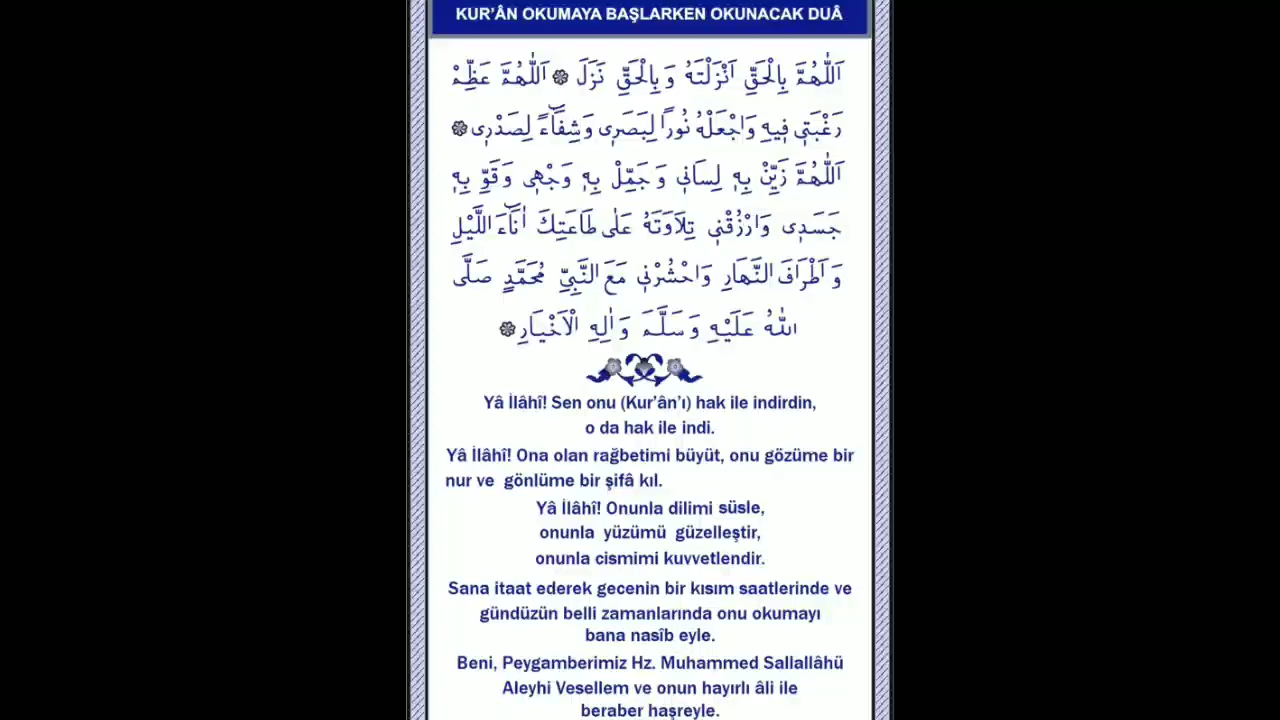 KUR’ÂN OKUMAYA BAŞLARKEN OKUNACAK DUÂ
اَللّٰهُمَّ بِالْحَقِّ اَنْزَلْتَهُ وَبِالْحَقِّ نَزَلَ ❁ اَللّٰهُمَّ عَظِّمْ
رَغْبَتٖى فٖيهِ وَاجْعَلْهُ نُورًا لِبَصَرٖى وَشِفَٓاءً لِصَدْرٖى ❁
اَللّٰهُمَّ زَيِّنْ بِهٖ لِسَانٖى وَجَمِّلْ بِهٖ وَجْهٖى وَقَوِّ بِهٖ
جَسَدٖى وَارْزُقْنٖى تِلَاوَتَهُ عَلٰى طَاعَتِكَ اٰنَٓاءَ اللَّيْلِ
وَاَطْرَافَ النَّهَارِ وَاحْشُرْنٖى مَعَ النَّبِىِّ مُحَمَّدٍ صَلَّى
اللّٰهُ عَلَيْهِ وَسَلَّمَ وَاٰلِهِ الْاَخْيَارِ ❁
Yâ İlâhî! Sen onu (Kur’ân’ı) hak ile indirdin,
o da hak ile indi.
Yâ İlâhî! Ona olan rağbetimi büyüt, onu gözüme bir
nur ve gönlüme bir şifâ kıl.
Yâ İlâhî! Onunla dilimi süsle,
onunla yüzümü güzelleştir,
onunla cismimi kuvvetlendir.
Sana itaat ederek gecenin bir kısım saatlerinde ve
gündüzün belli zamanlarında onu okumayı
bana nasîb eyle.
Beni, Peygamberimiz Hz. Muhammed Sallallâhü
Aleyhi Vesellem ve onun hayırlı âli ile
beraber haşreyle.